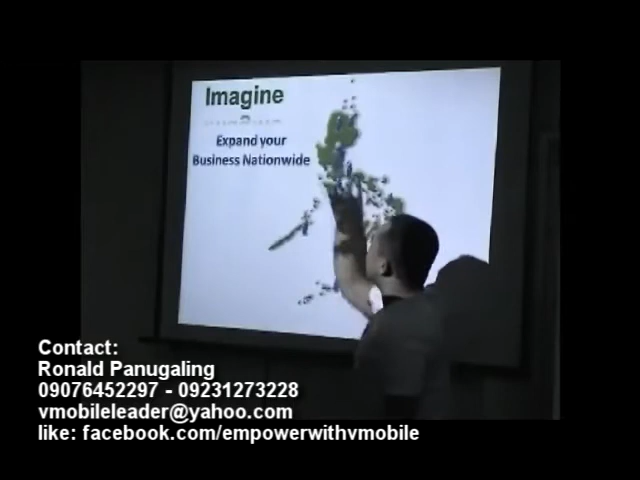 Imagine
Expand your
Business Nationwide
Contact:
Ronald Panugaling
09076452297 - 09231273228
vmobileleader@yahoo.com
like: facebook.com/empowerwithvmobile